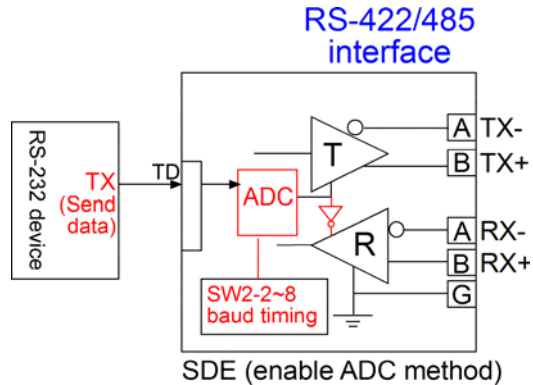 RS-422/485
interface
RS-232 device
TX
(Send
data)
TD
ADC
SW2-2~8
baud timing
T
R
A TX-
B TX+
A RX-
B RX+
G
SDE (enable ADC method)